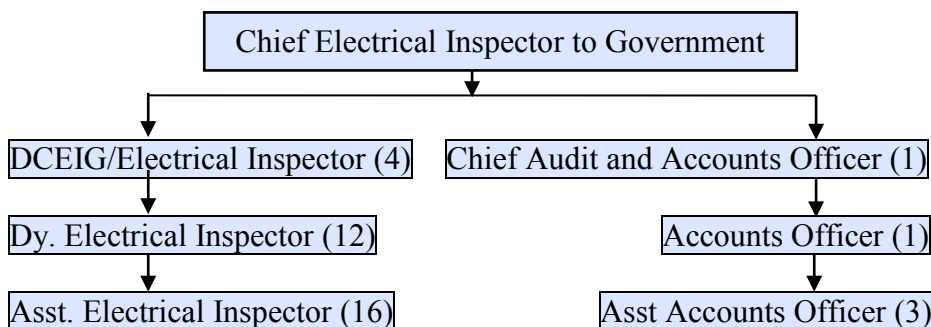 Chief Electrical Inspector to Government
DCEIG/Electrical Inspector (4)
Chief Audit and Accounts Officer (1)
Dy. Electrical Inspector (12)
Accounts Officer (1)
Asst. Electrical Inspector (16)
Asst Accounts Officer (3)